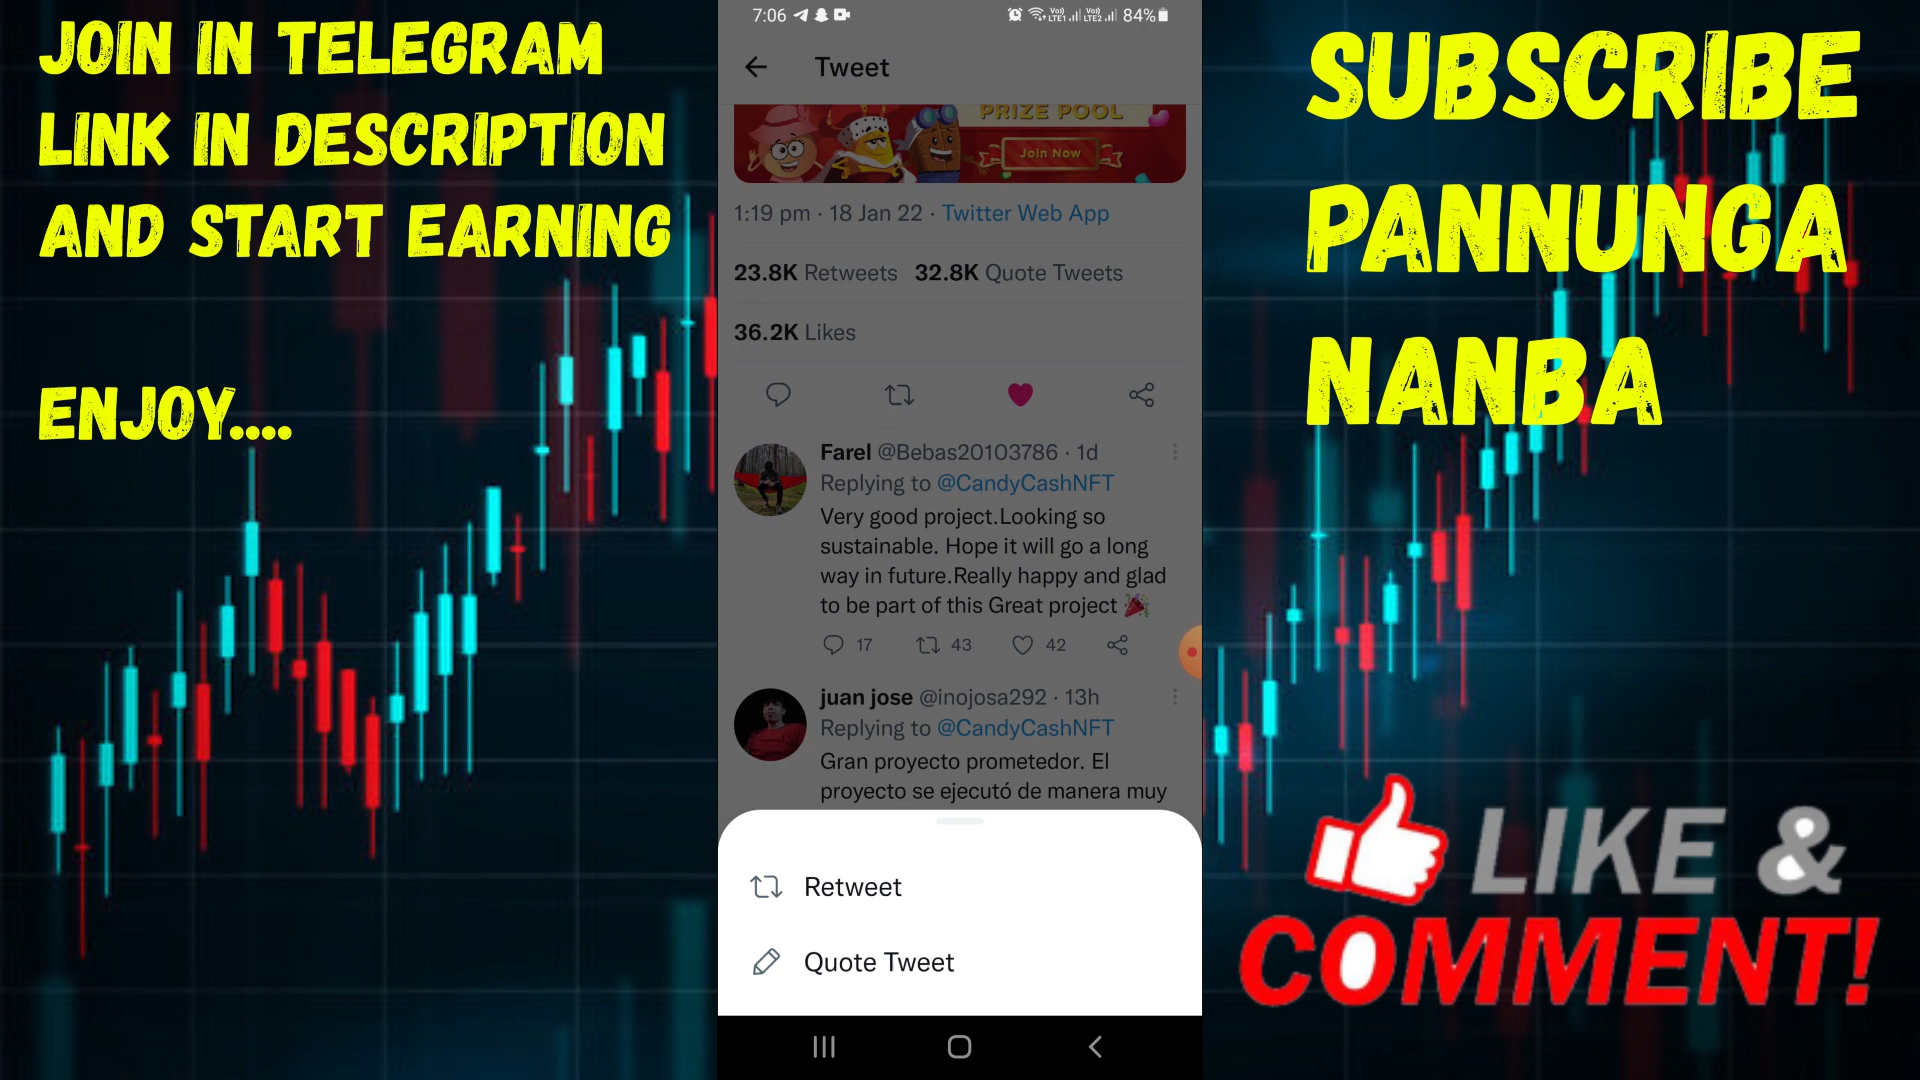 JOIN IN TELEGRAM
LINK IN DESCRIPTION
AND START EARNING
ENJOY....
7:06
Vo)) LTE1
Vo)) LTE2
84%
Tweet
PRIZE POOL
Join Now
1:19 pm · 18 Jan 22 · Twitter Web App
23.8K Retweets 32.8K Quote Tweets
36.2K Likes
Farel @Bebas20103786 · 1d
Replying to @CandyCashNFT
Very good project.Looking so
sustainable. Hope it will go a long
way in future.Really happy and glad
to be part of this Great project 🎉
17 43 42
juan jose @inojosa292 · 13h
Replying to @CandyCashNFT
Gran proyecto prometedor. El
proyecto se ejecutó de manera muy
Retweet
Quote Tweet
SUBSCRIBE
PANNUNGA
NANBA
LIKE &
COMMENT!